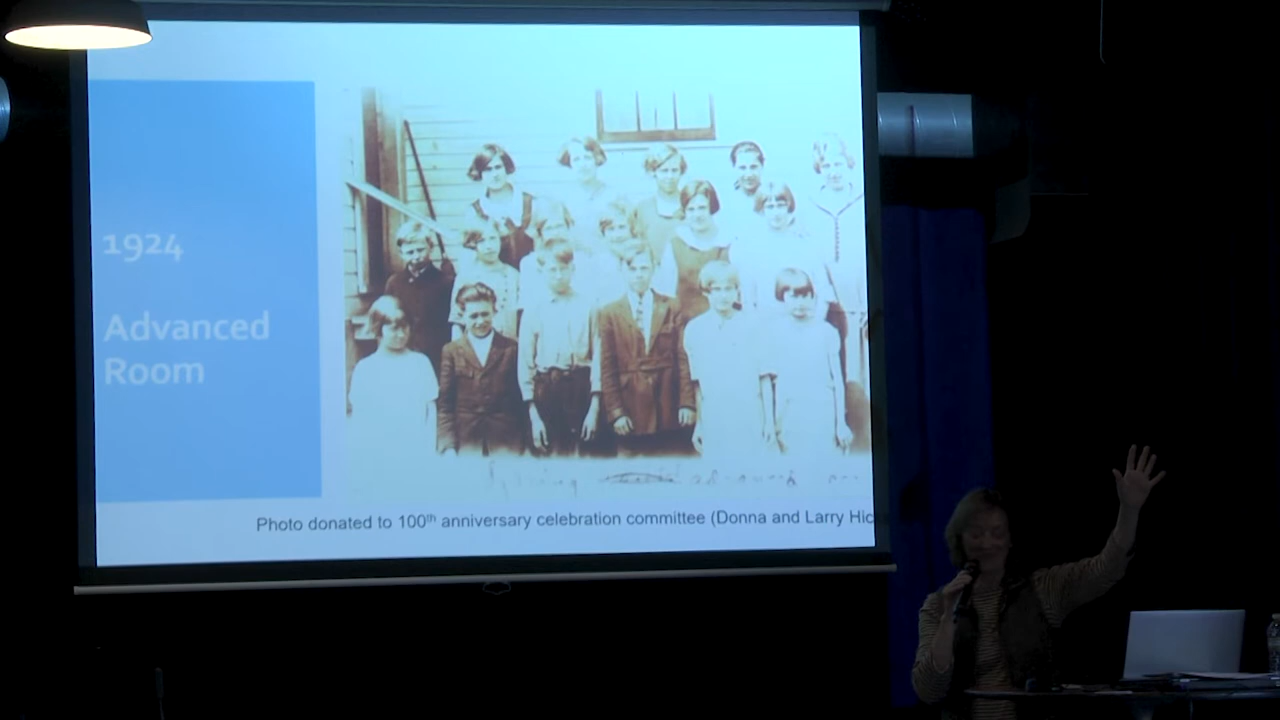 1924
Advanced
Room
Photo donated to 100th anniversary celebration committee (Donna and Larry Hic